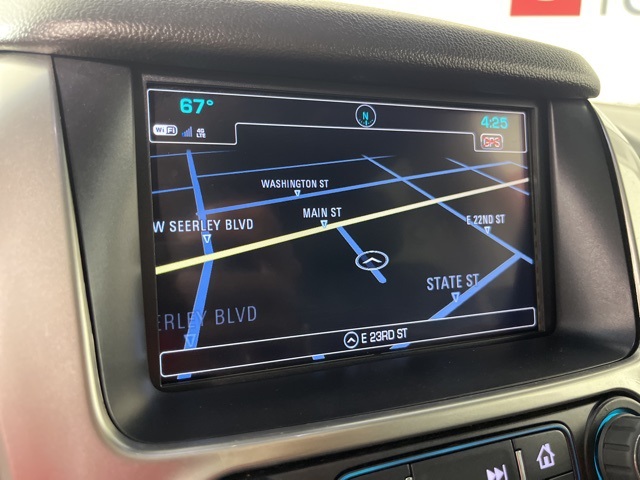 67°
N
4:25
WiFi
4G
LTE
GPS
WASHINGTON ST
MAIN ST
W SEERLEY BLVD
E 22ND ST
STATE ST
ERLEY BLVD
E 23RD ST